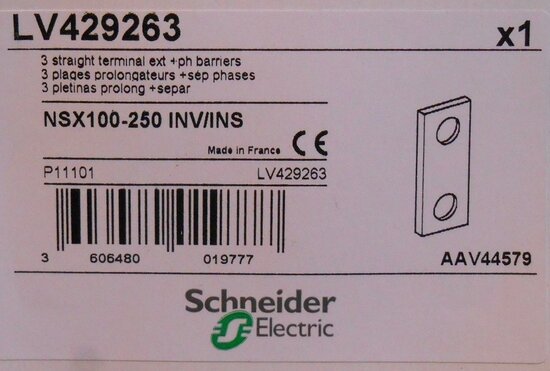 LV429263 x1
3 straight terminal ext +ph barriers
3 plages prolongateurs +sép phases
3 pletinas prolong +separ
NSX100-250 INV/INS
Made in France CE
P11101 LV429263
3 606480 019777
AAV44579
Schneider
Electric